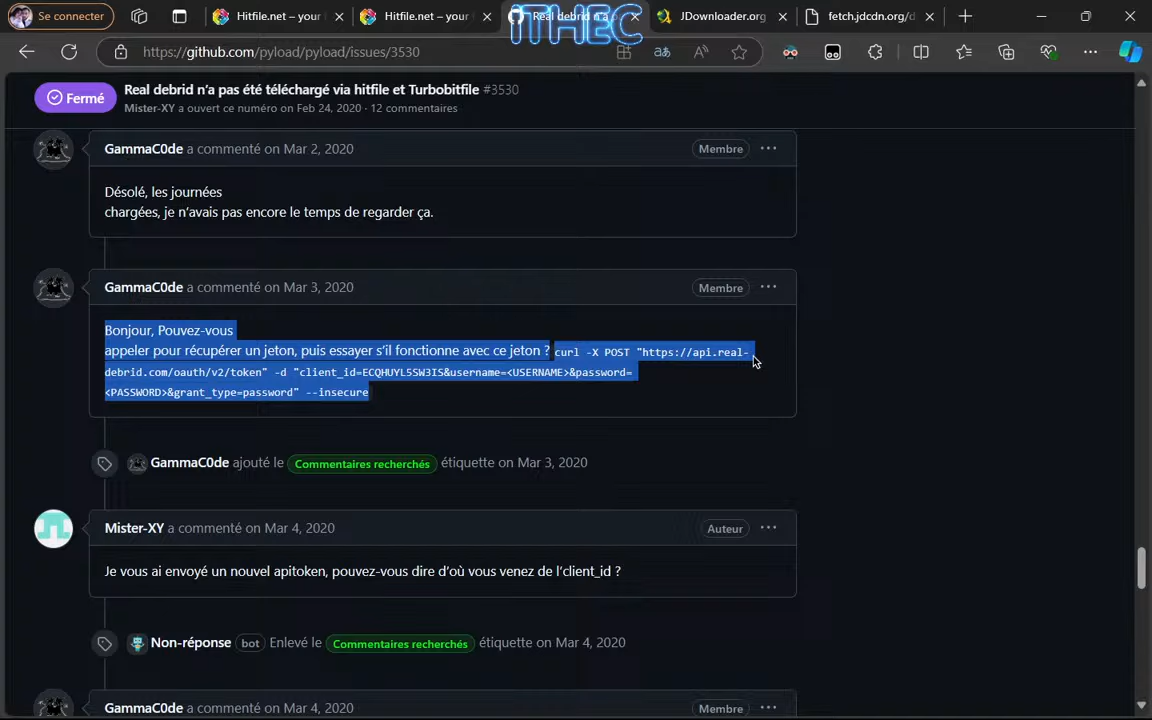 Se connecter
Hitfile.net – your
Hitfile.net – your
Real debrid n'a p
JDownloader.org
fetch.jdcdn.org/d
ITHEC
https://github.com/pyload/pyload/issues/3530
Fermé
Real debrid n'a pas été téléchargé via hitfile et Turbobitfile #3530
Mister-XY a ouvert ce numéro on Feb 24, 2020 · 12 commentaires
GammaC0de a commenté on Mar 2, 2020
Membre
Désolé, les journées
chargées, je n'avais pas encore le temps de regarder ça.
GammaC0de a commenté on Mar 3, 2020
Membre
Bonjour, Pouvez-vous
appeler pour récupérer un jeton, puis essayer s'il fonctionne avec ce jeton ? curl -X POST "https://api.real-
debrid.com/oauth/v2/token" -d "client_id=ECQHUYL5SW3IS&username=<USERNAME>&password=
<PASSWORD>&grant_type=password" --insecure
GammaC0de ajouté le Commentaires recherchés étiquette on Mar 3, 2020
Mister-XY a commenté on Mar 4, 2020
Auteur
Je vous ai envoyé un nouvel apitoken, pouvez-vous dire d'où vous venez de l'client_id ?
Non-réponse bot Enlevé le Commentaires recherchés étiquette on Mar 4, 2020
GammaC0de a commenté on Mar 4, 2020
Membre